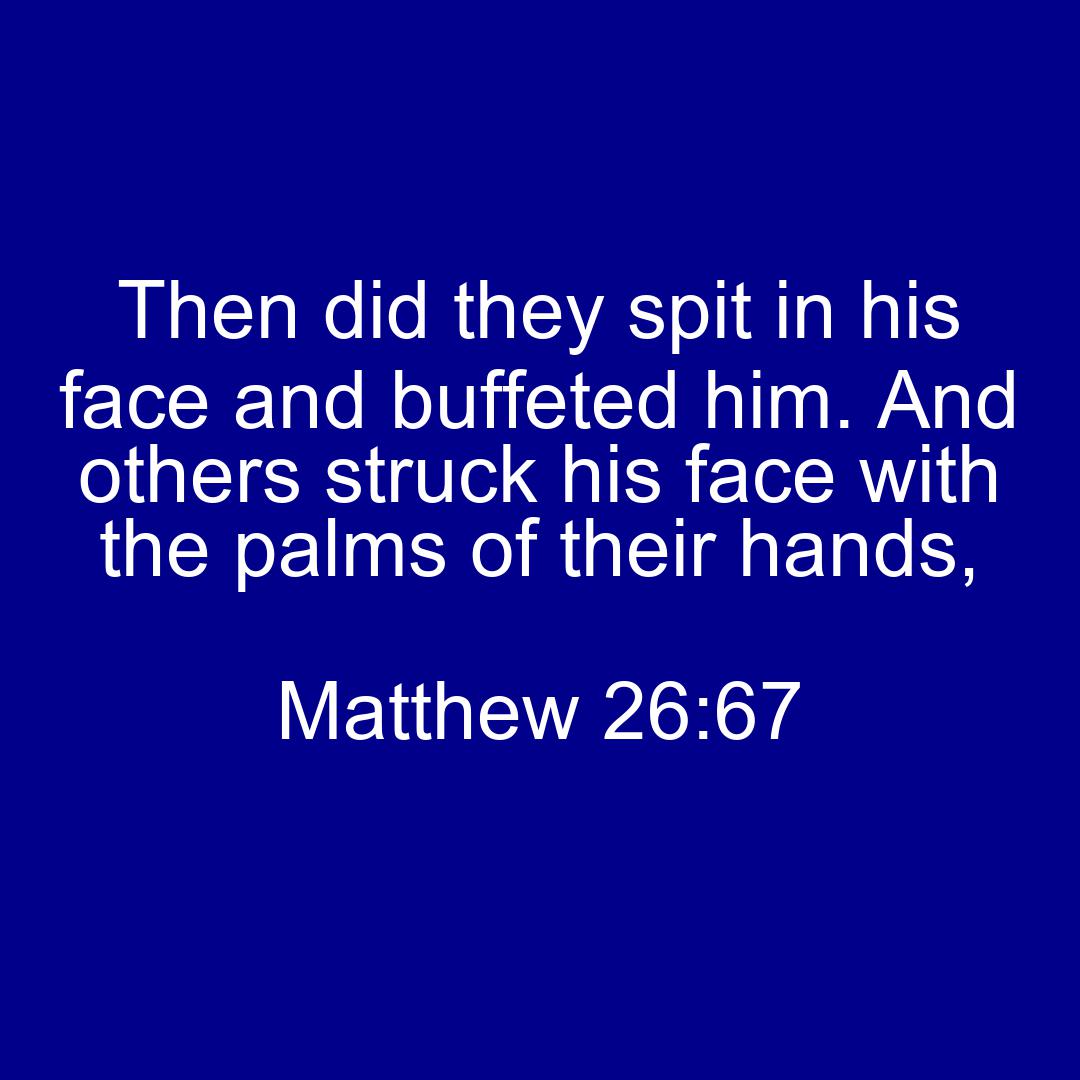 Then did they spit in his
face and buffeted him. And
others struck his face with
the palms of their hands,
Matthew 26:67